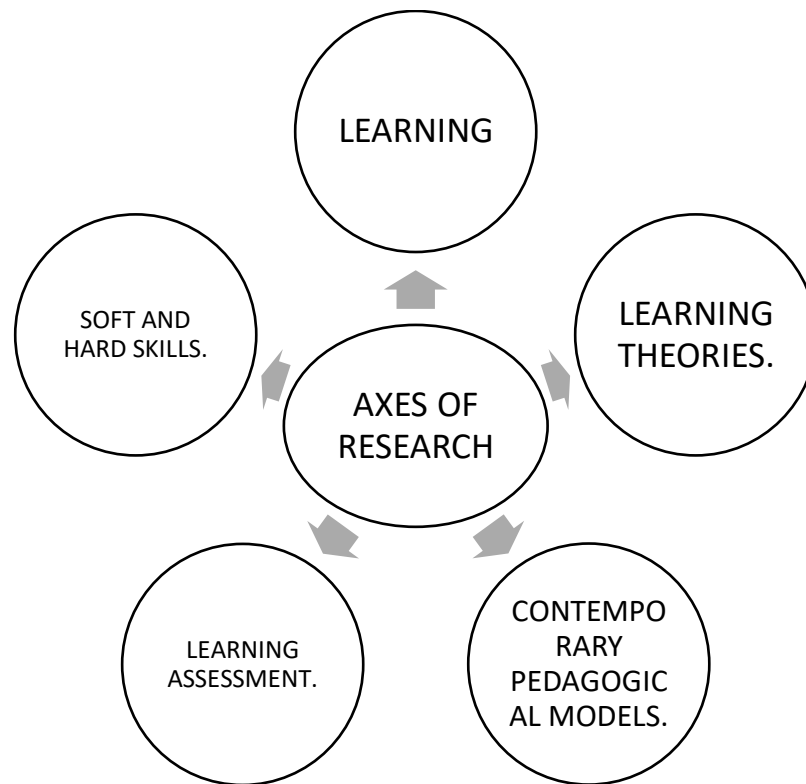 LEARNING
SOFT AND
HARD SKILLS.
LEARNING
THEORIES.
AXES OF
RESEARCH
LEARNING
ASSESSMENT.
CONTEMPO
RARY
PEDAGOGIC
AL MODELS.